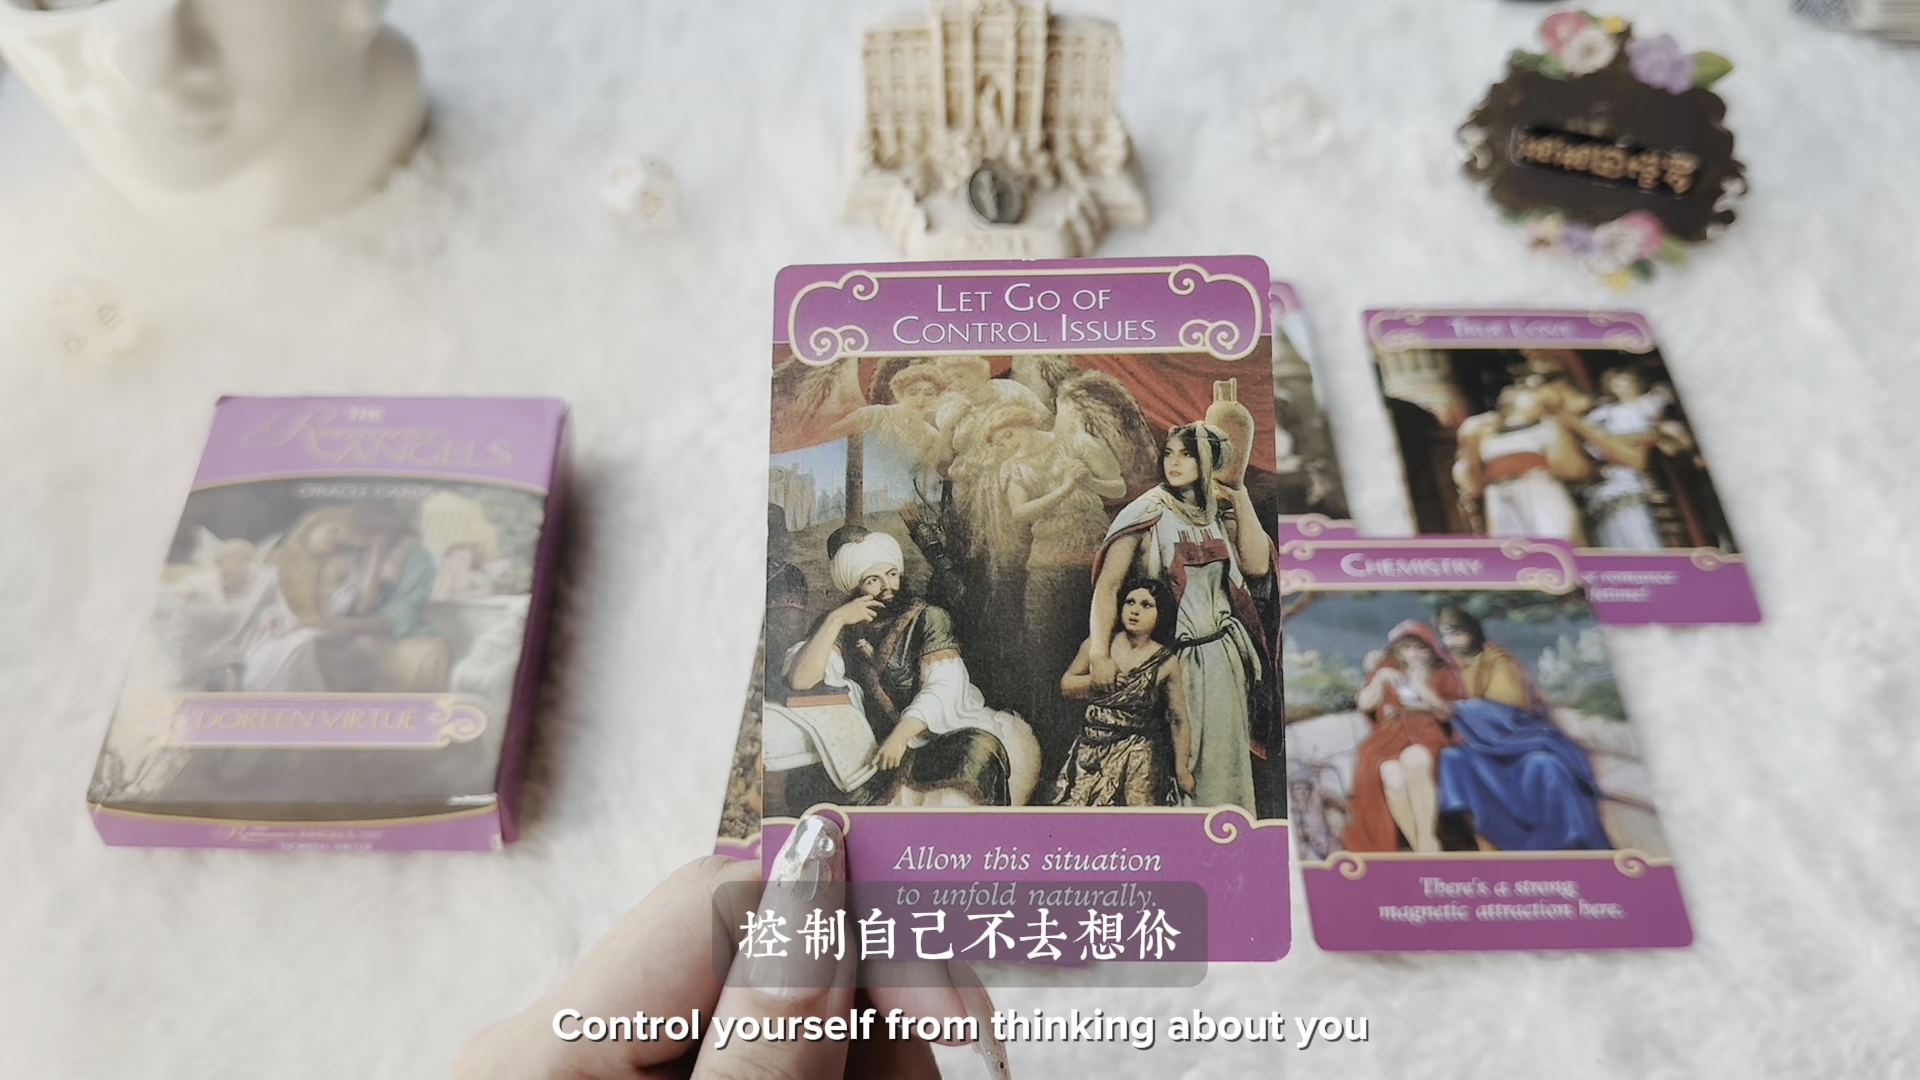 THE
Romance
ANGELS
ORACLE CARDS
DOREEN VIRTUE
LET GO OF
CONTROL ISSUES
Allow this situation
to unfold naturally.
TRUE LOVE
CHEMISTRY
There's a strong
magnetic attraction here.
控制自己不去想你
Control yourself from thinking about you